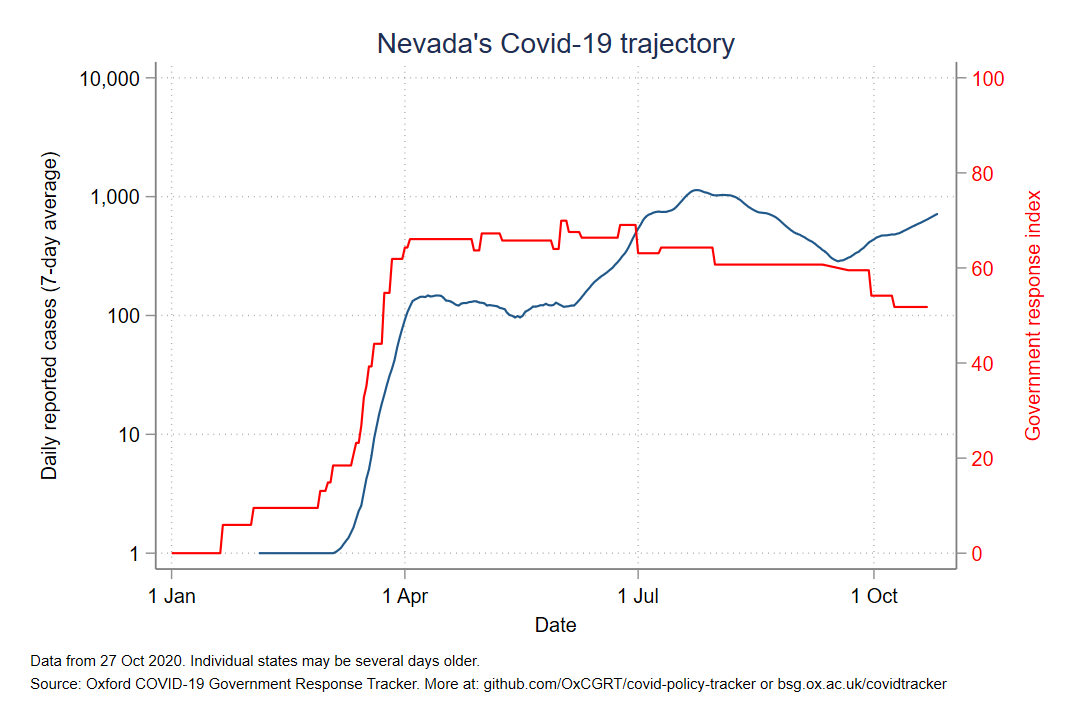 Nevada's Covid-19 trajectory
10,000
1,000
100
10
1
Daily reported cases (7-day average)
100
80
60
40
20
0
Government response index
1 Jan
1 Apr
1 Jul
1 Oct
Date
Data from 27 Oct 2020. Individual states may be several days older.
Source: Oxford COVID-19 Government Response Tracker. More at: github.com/OxCGRT/covid-policy-tracker or bsg.ox.ac.uk/covidtracker